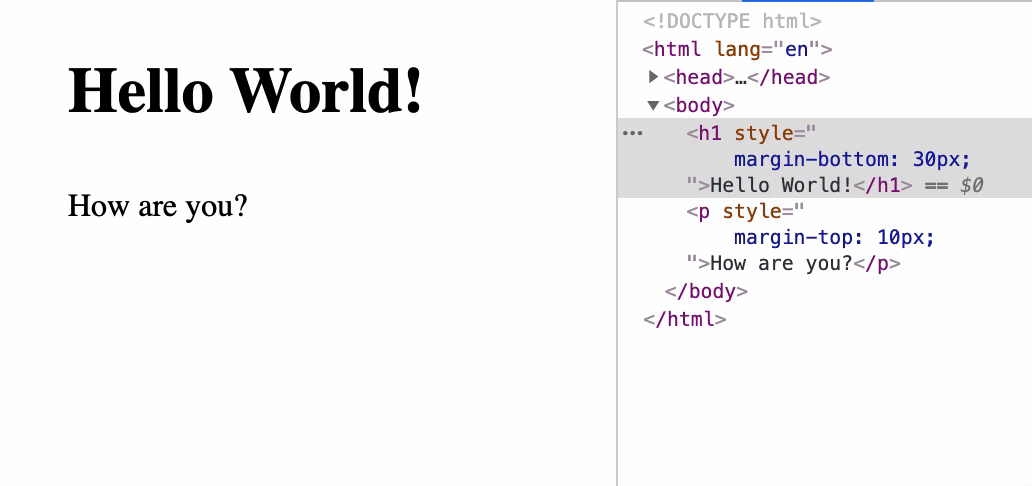 Hello World!
How are you?
<!DOCTYPE html>
<html lang="en">
▶<head>…</head>
▼<body>
••• <h1 style="
margin-bottom: 30px;
">Hello World!</h1> == $0
<p style="
margin-top: 10px;
">How are you?</p>
</body>
</html>